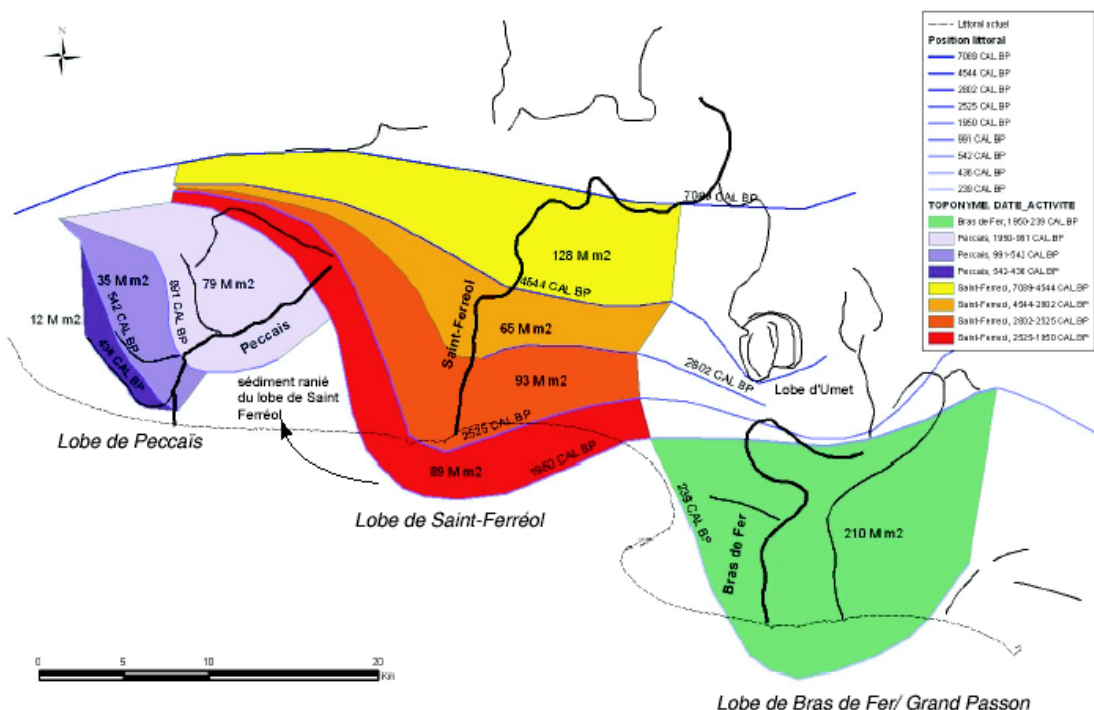 N
Littoral actuel
Position littoral
7089 CAL BP
4544 CAL BP
2802 CAL BP
2525 CAL BP
1950 CAL BP
991 CAL BP
542 CAL BP
436 CAL BP
239 CAL BP
TOPONYME, DATE_ACTIVITE
Bras de Fer, 1950-239 CAL BP
Peccais, 1950-991 CAL BP
Peccais, 991-542 CAL BP
Peccais, 542-436 CAL BP
Saint-Ferreol, 7089-4544 CAL BP
Saint-Ferreol, 4544-2802 CAL BP
Saint-Ferreol, 2802-2525 CAL BP
Saint-Ferreol, 2525-1950 CAL BP
7089 CAL BP
128 M m2
4544 CAL BP
35 M m2
79 M m2
891 CAL BP
542 CAL BP
12 M m2
436 CAL BP
Peccais
Saint-Ferreol
65 M m2
2802 CAL BP
Lobe d'Umet
sédiment ranié
du lobe de Saint
Ferréol
93 M m2
2525 CAL BP
Lobe de Peccaïs
89 M m2
1950 CAL BP
Lobe de Saint-Ferréol
239 CAL BP
Bras de Fer
210 M m2
0 5 10 20
Km
Lobe de Bras de Fer/ Grand Passon